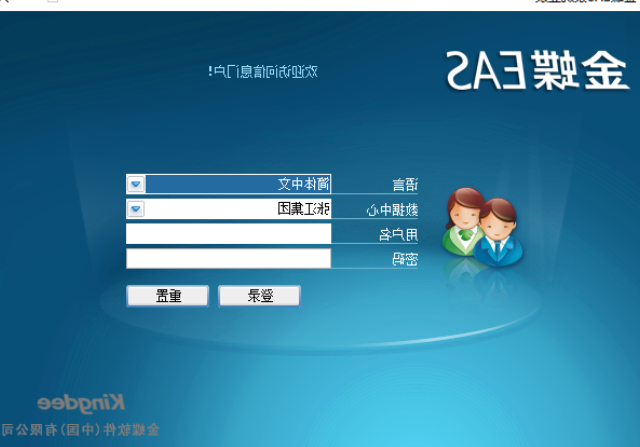 金蝶EAS
欢迎访问信息门户!
语言 简体中文
数据中心 张江集团
用户名
密码
登录 重置
Kingdee
金蝶软件(中国)有限公司